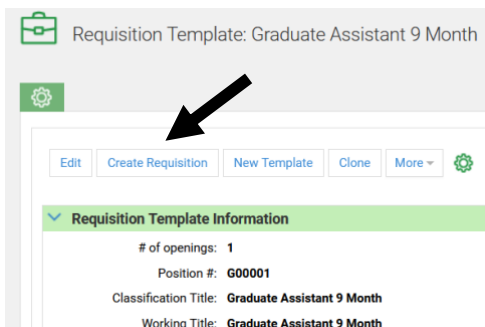 Requisition Template: Graduate Assistant 9 Month
Edit Create Requisition New Template Clone More
Requisition Template Information
# of openings: 1
Position #: G00001
Classification Title: Graduate Assistant 9 Month
Working Title: Graduate Assistant 9 Month